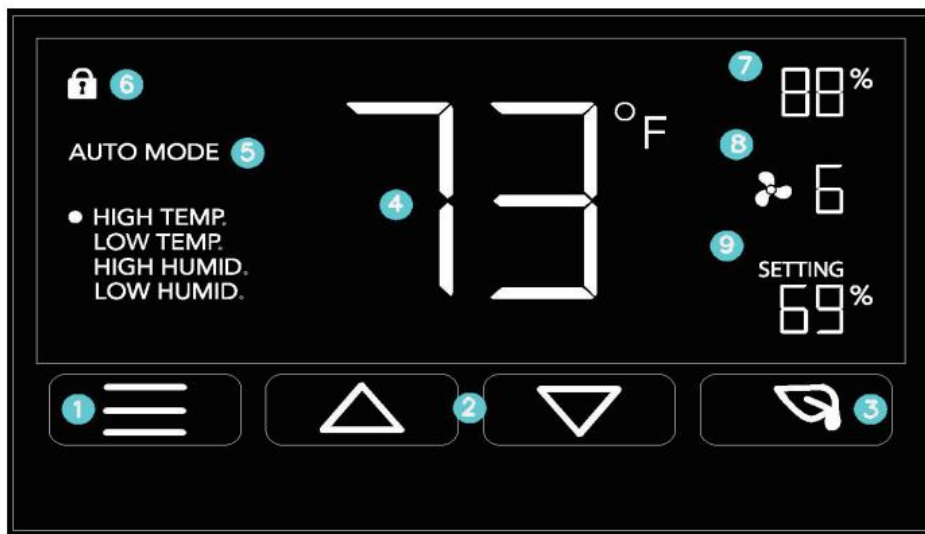 6
AUTO MODE 5
HIGH TEMP.
LOW TEMP.
HIGH HUMID.
LOW HUMID.
4
73°F
7
88%
8
6
9
SETTING
69%
1
2
3